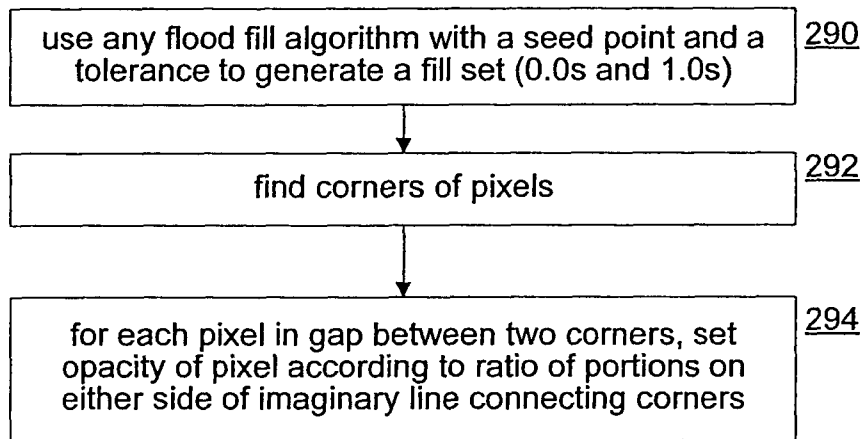 use any flood fill algorithm with a seed point and a
tolerance to generate a fill set (0.0s and 1.0s)
290
find corners of pixels
292
for each pixel in gap between two corners, set
opacity of pixel according to ratio of portions on
either side of imaginary line connecting corners
294